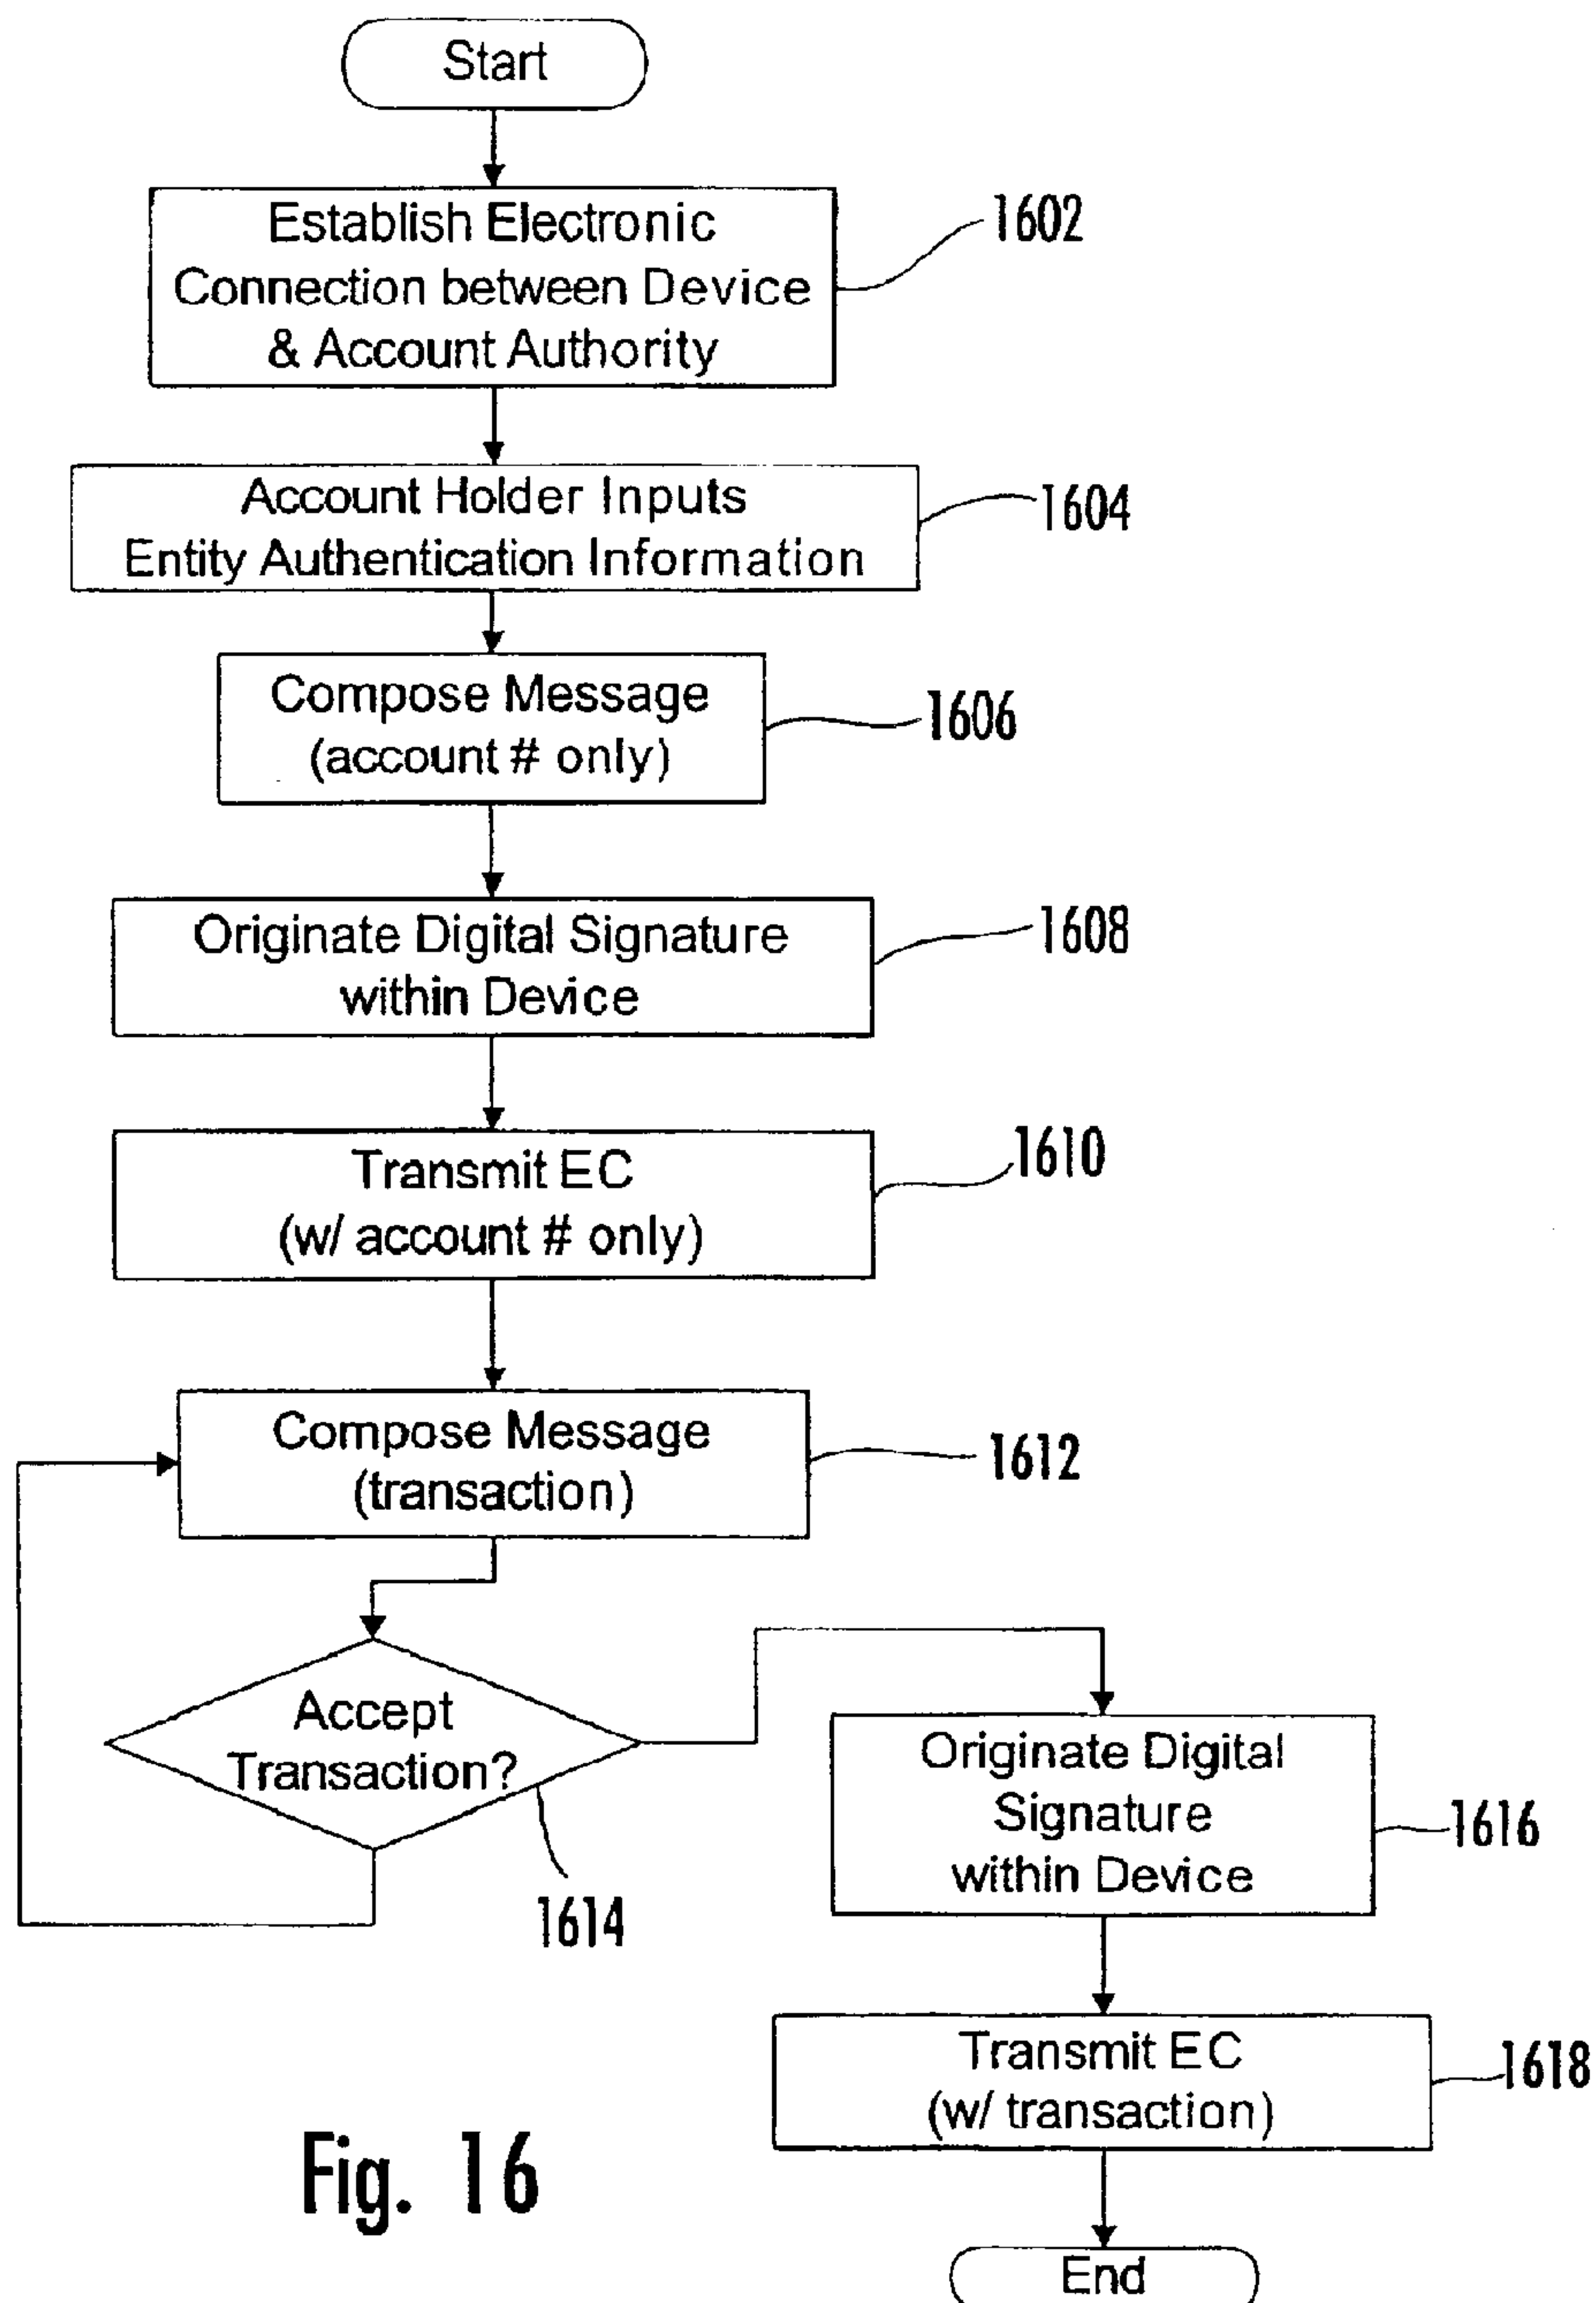 Start
Establish Electronic
Connection between Device
& Account Authority
1602
Account Holder Inputs
Entity Authentication Information
1604
Compose Message
(account # only)
1606
Originate Digital Signature
within Device
1608
Transmit EC
(w/ account # only)
1610
Compose Message
(transaction)
1612
Accept
Transaction?
1614
Originate Digital
Signature
within Device
1616
Transmit EC
(w/ transaction)
1618
End
Fig. 16